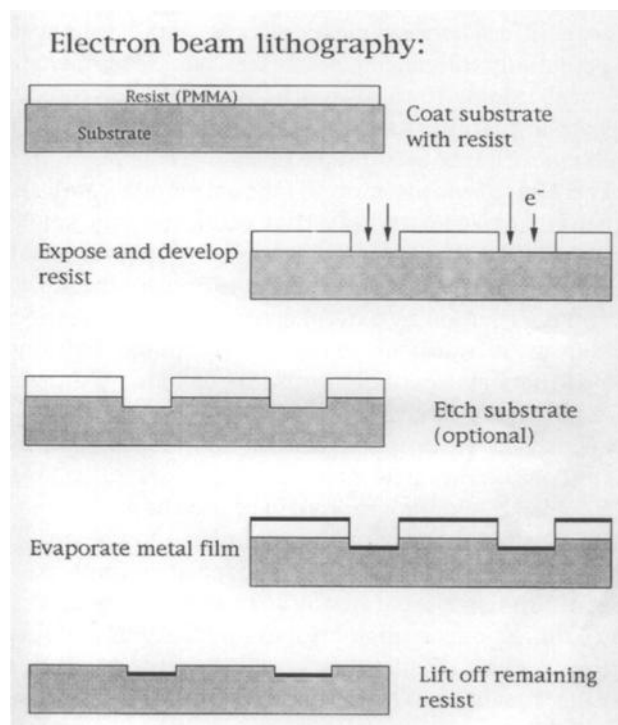 Electron beam lithography:
Resist (PMMA)
Substrate
Coat substrate
with resist
e⁻
Expose and develop
resist
Etch substrate
(optional)
Evaporate metal film
Lift off remaining
resist